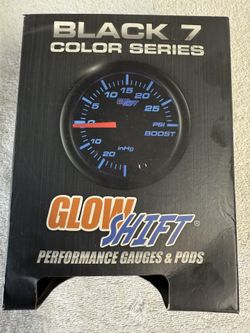 BLACK 7
COLOR SERIES
10 15 20
5 25
0 PSI
BOOST
10 inHg
20
GLOW
SHIFT®
PERFORMANCE GAUGES & PODS